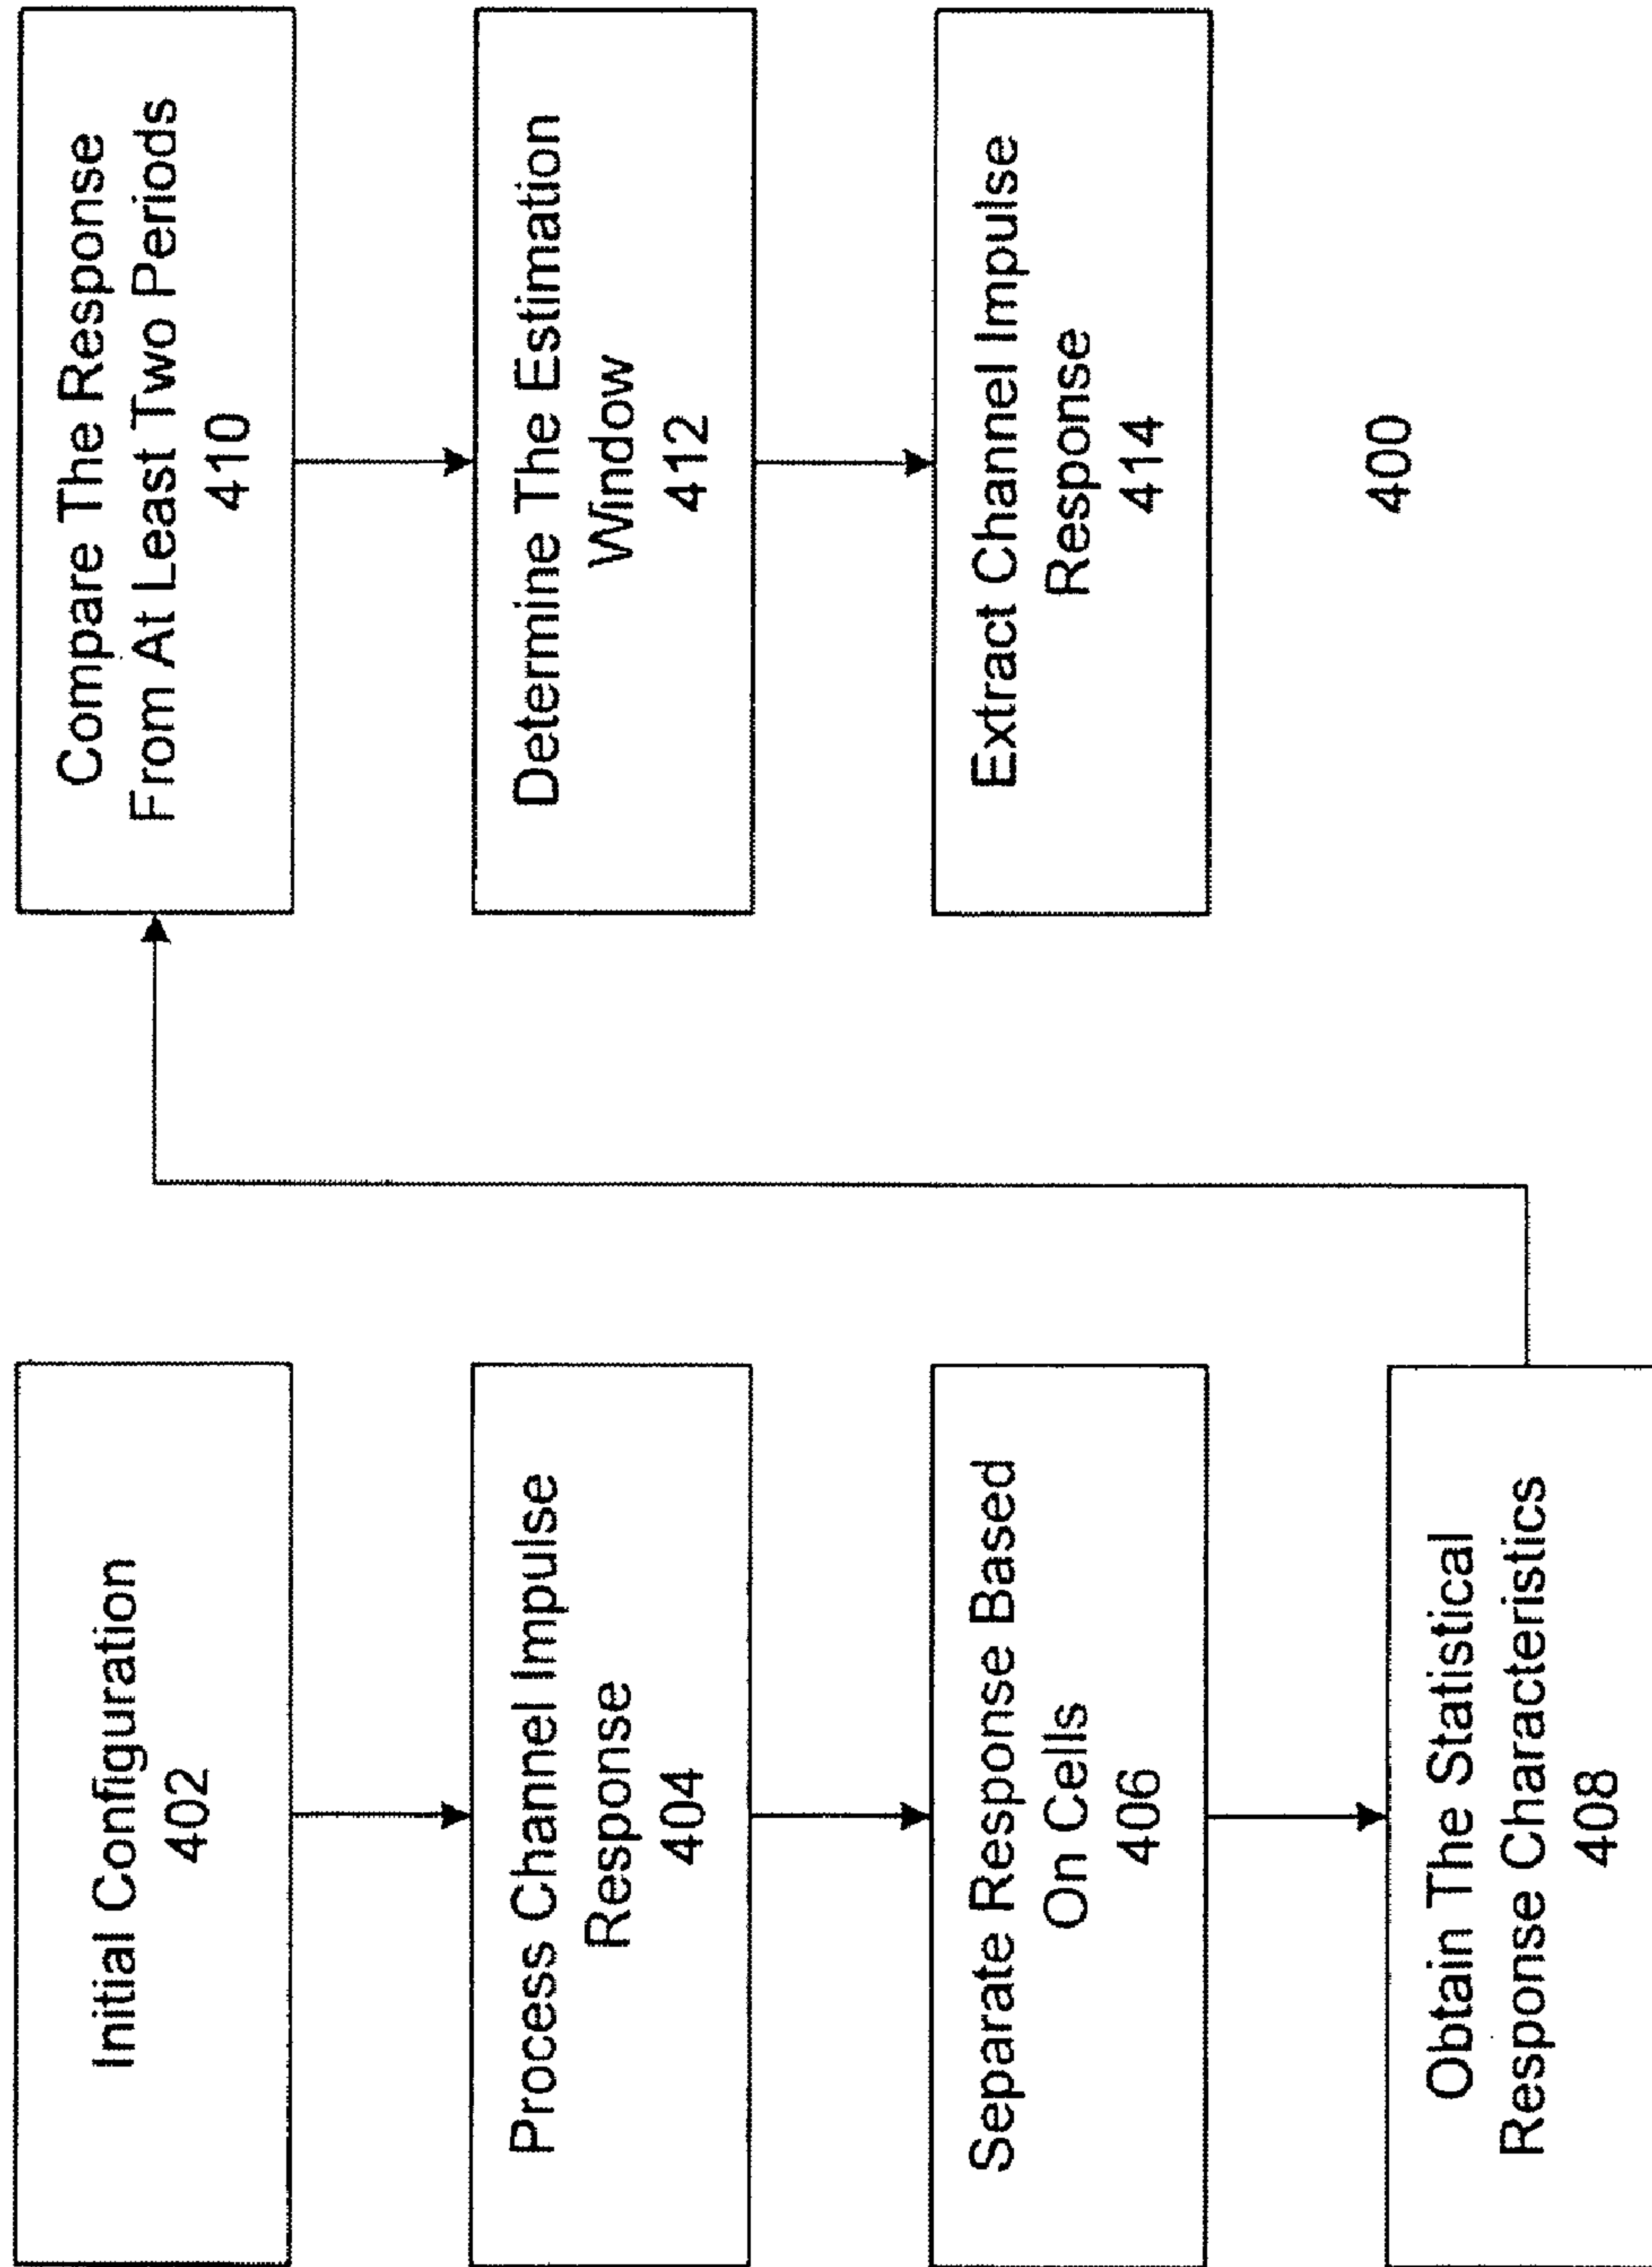 Initial Configuration
402
Process Channel Impulse
Response
404
Separate Response Based
On Cells
406
Obtain The Statistical
Response Characteristics
408
Compare The Response
From At Least Two Periods
410
Determine The Estimation
Window
412
Extract Channel Impulse
Response
414
400